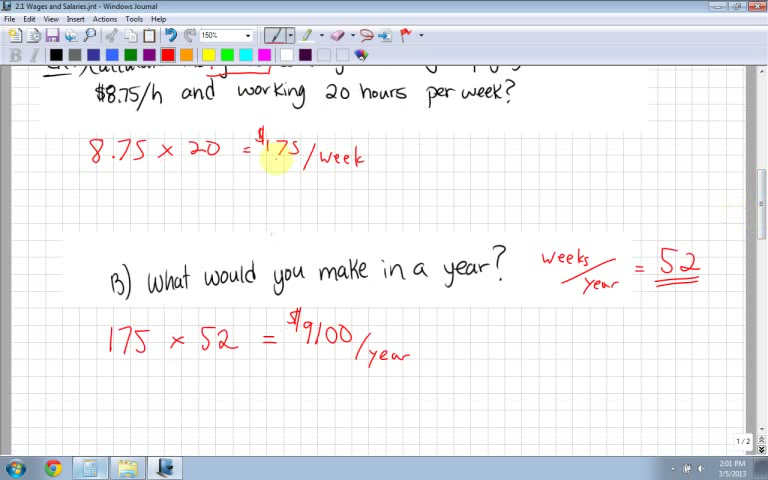 2.1 Wages and Salaries.jnt - Windows Journal
File Edit View Insert Actions Tools Help
150%
B I
$8.75/h and working 20 hours per week?
8.75 × 20 = $175/week
B) What would you make in a year?
weeks/year = 52
175 × 52 = $9100/year
1/2
2:01 PM
3/5/2013